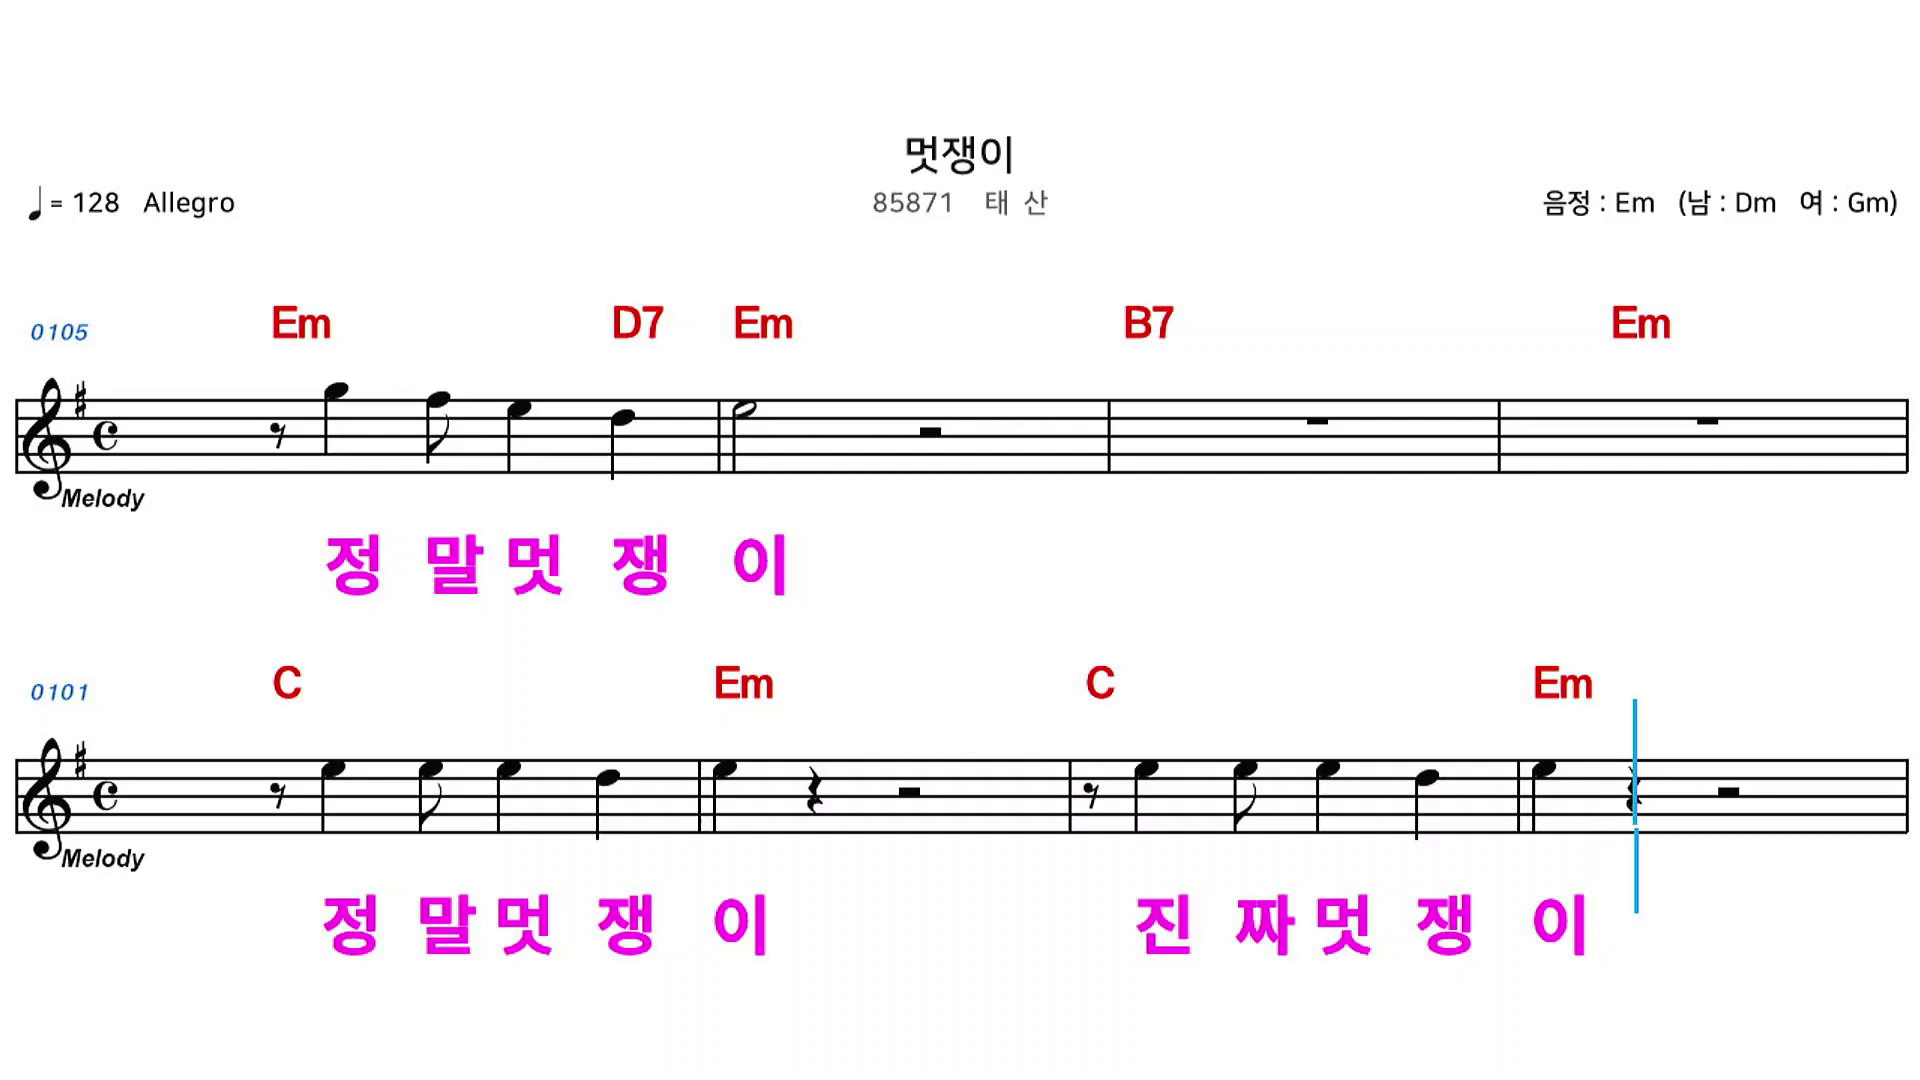 멋쟁이
♩= 128 Allegro 85871 태 산 음정 : Em (남 : Dm 여 : Gm)
0105 Em D7 Em B7 Em
Melody
정 말 멋 쟁 이
0101 C Em C Em
Melody
정 말 멋 쟁 이 진 짜 멋 쟁 이